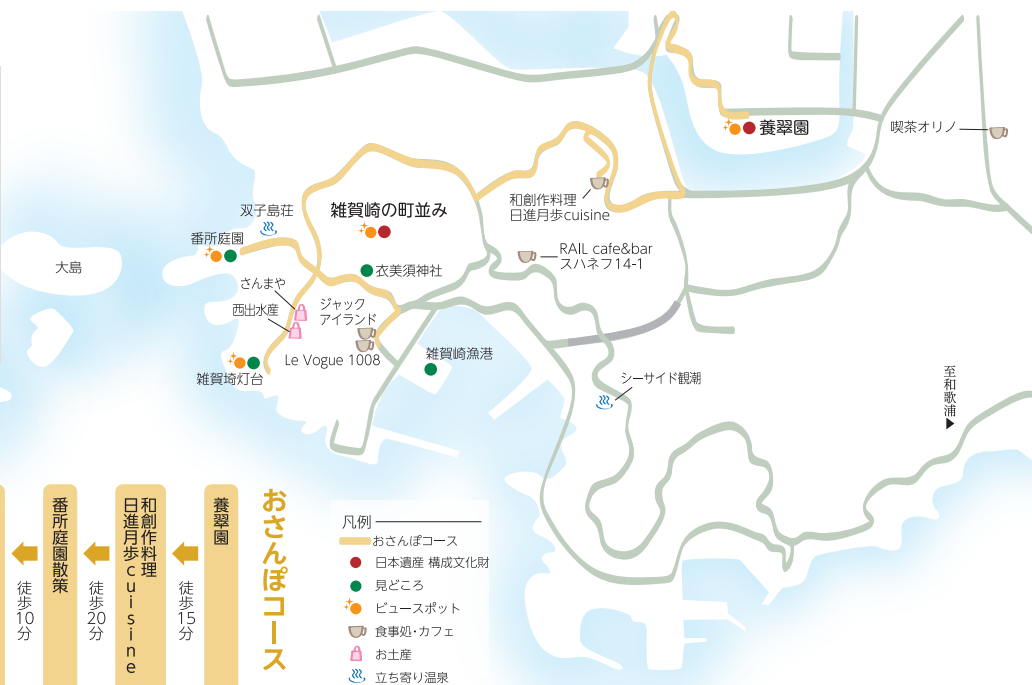 養翠園
喫茶オリノ
和創作料理
日進月歩cuisine
双子島荘
雑賀崎の町並み
番所庭園
RAIL cafe&bar
スハネフ14-1
大島
衣美須神社
さんまや
西出水産
ジャック
アイランド
Le Vogue 1008
雑賀崎漁港
雑賀埼灯台
シーサイド観潮
至和歌浦
おさんぽコース
養翠園
徒歩15分
和創作料理
日進月歩cuisine
徒歩20分
番所庭園散策
徒歩10分
凡例
おさんぽコース
日本遺産 構成文化財
見どころ
ビュースポット
食事処・カフェ
お土産
立ち寄り温泉